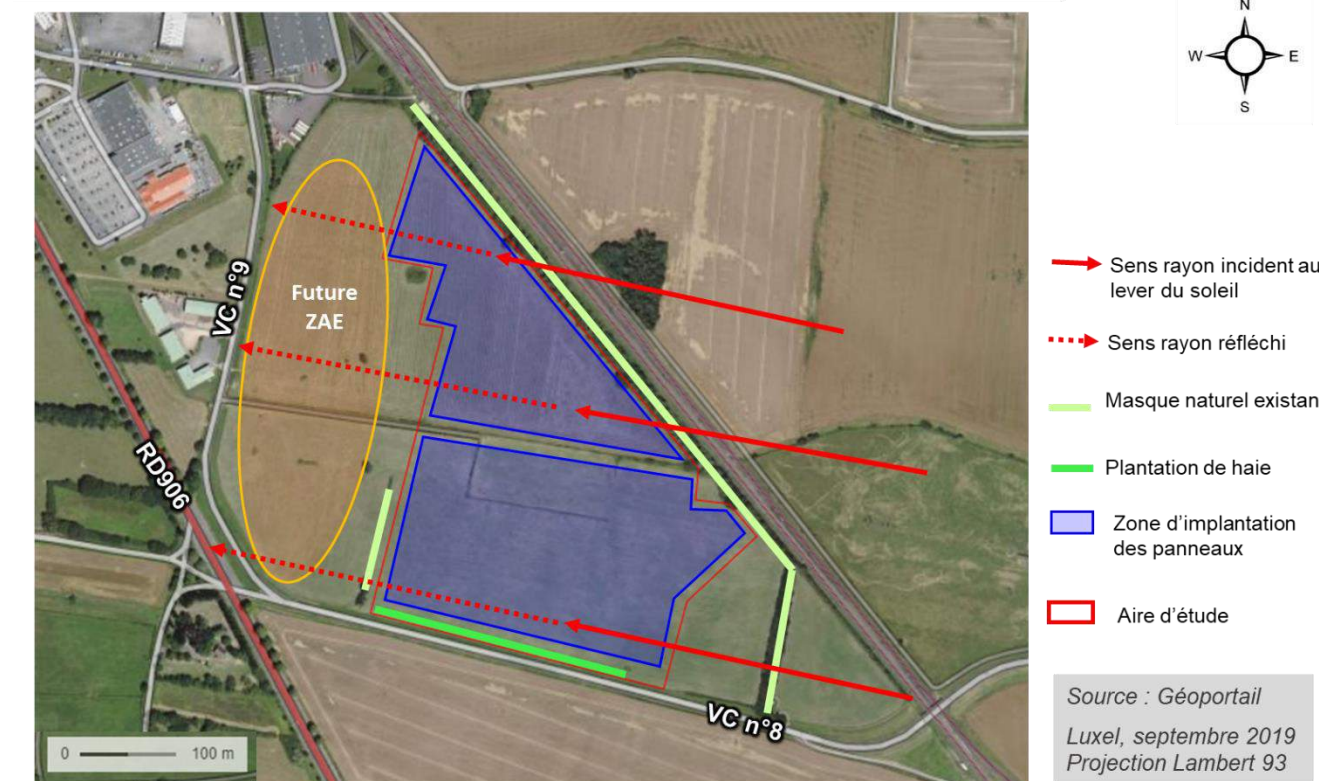 N
W
E
S
VC n°9
Future
ZAE
RD906
VC n°8
0
100 m
Sens rayon incident au
lever du soleil
Sens rayon réfléchi
Masque naturel existan
Plantation de haie
Zone d'implantation
des panneaux
Aire d'étude
Source : Géoportail
Luxel, septembre 2019
Projection Lambert 93